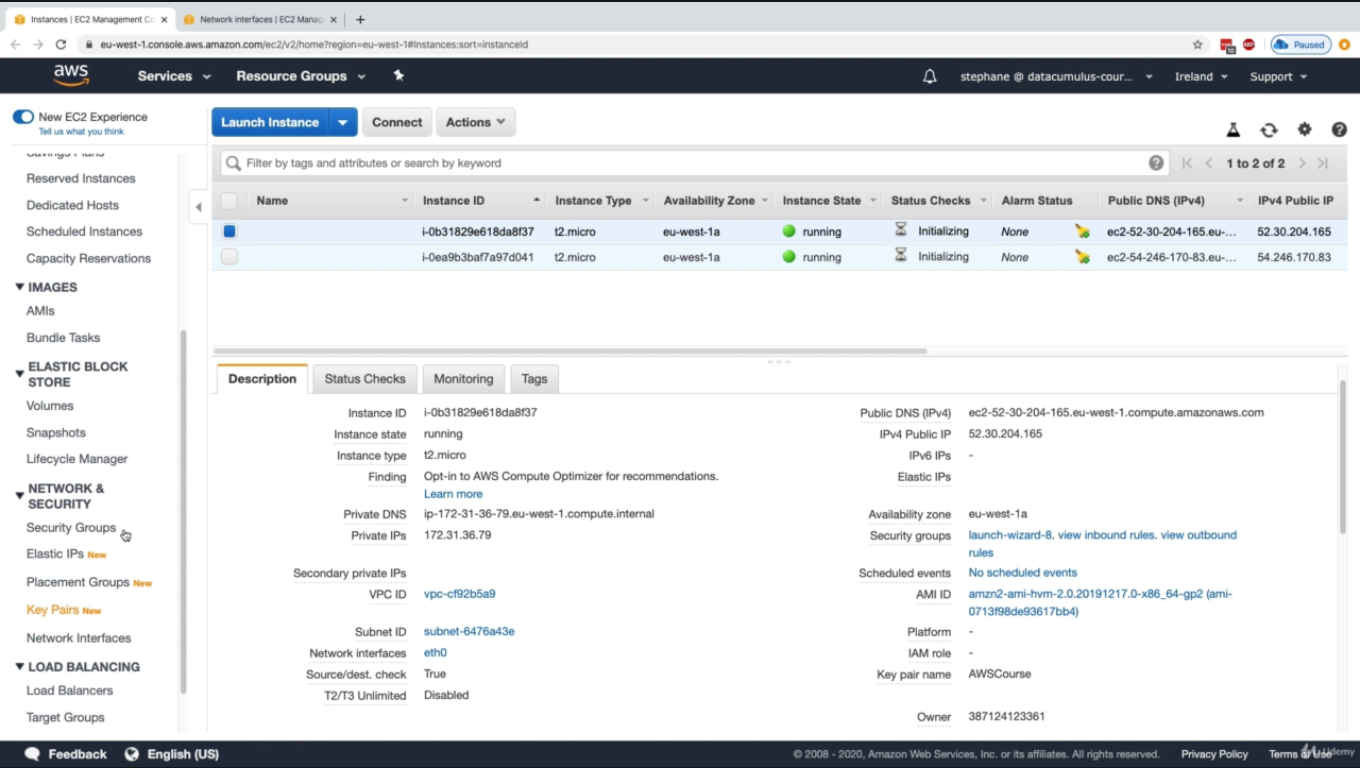 Instances | EC2 Management Co
Network interfaces | EC2 Manag
eu-west-1.console.aws.amazon.com/ec2/v2/home?region=eu-west-1#Instances:sort=instanceId
Paused
aws
Services
Resource Groups
stephane @ datacumulus-cour...
Ireland
Support
New EC2 Experience
Tell us what you think
Savings Plans
Reserved Instances
Dedicated Hosts
Scheduled Instances
Capacity Reservations
IMAGES
AMIs
Bundle Tasks
ELASTIC BLOCK
STORE
Volumes
Snapshots
Lifecycle Manager
NETWORK &
SECURITY
Security Groups
Elastic IPs New
Placement Groups New
Key Pairs New
Network Interfaces
LOAD BALANCING
Load Balancers
Target Groups
Launch Instance
Connect
Actions
Filter by tags and attributes or search by keyword
1 to 2 of 2
Name Instance ID Instance Type Availability Zone Instance State Status Checks Alarm Status Public DNS (IPv4) IPv4 Public IP
i-0b31829e618da8f37 t2.micro eu-west-1a running Initializing None ec2-52-30-204-165.eu-... 52.30.204.165
i-0ea9b3baf7a97d041 t2.micro eu-west-1a running Initializing None ec2-54-246-170-83.eu-... 54.246.170.83
Description Status Checks Monitoring Tags
Instance ID i-0b31829e618da8f37
Instance state running
Instance type t2.micro
Finding Opt-in to AWS Compute Optimizer for recommendations.
Learn more
Private DNS ip-172-31-36-79.eu-west-1.compute.internal
Private IPs 172.31.36.79
Secondary private IPs
VPC ID vpc-cf92b5a9
Subnet ID subnet-6476a43e
Network interfaces eth0
Source/dest. check True
T2/T3 Unlimited Disabled
Public DNS (IPv4) ec2-52-30-204-165.eu-west-1.compute.amazonaws.com
IPv4 Public IP 52.30.204.165
IPv6 IPs -
Elastic IPs
Availability zone eu-west-1a
Security groups launch-wizard-8. view inbound rules. view outbound
rules
Scheduled events No scheduled events
AMI ID amzn2-ami-hvm-2.0.20191217.0-x86_64-gp2 (ami-
0713f98de93617bb4)
Platform -
IAM role -
Key pair name AWSCourse
Owner 387124123361
Feedback
English (US)
© 2008 - 2020, Amazon Web Services, Inc. or its affiliates. All rights reserved.
Privacy Policy
Terms of Use
Udemy